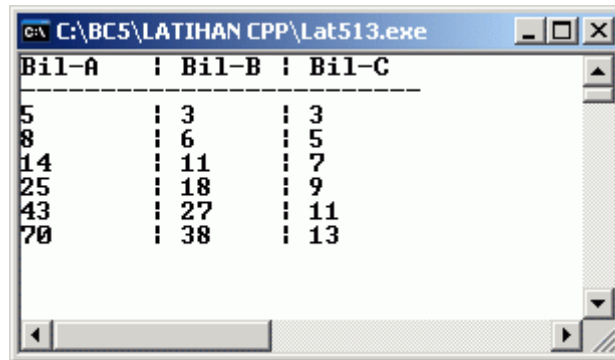 C:\BC5\LATIHAN CPP\Lat513.exe
Bil-A ¦ Bil-B ¦ Bil-C
-------------------------
5 ¦ 3 ¦ 3
8 ¦ 6 ¦ 5
14 ¦ 11 ¦ 7
25 ¦ 18 ¦ 9
43 ¦ 27 ¦ 11
70 ¦ 38 ¦ 13